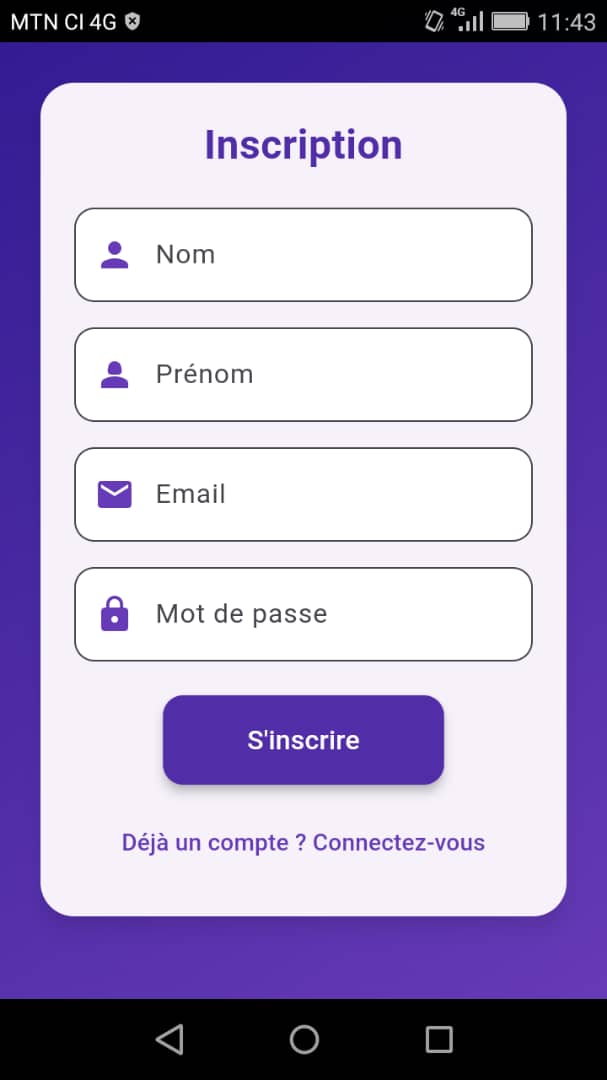 MTN CI 4G
4G 11:43
Inscription
Nom
Prénom
Email
Mot de passe
S'inscrire
Déjà un compte ? Connectez-vous